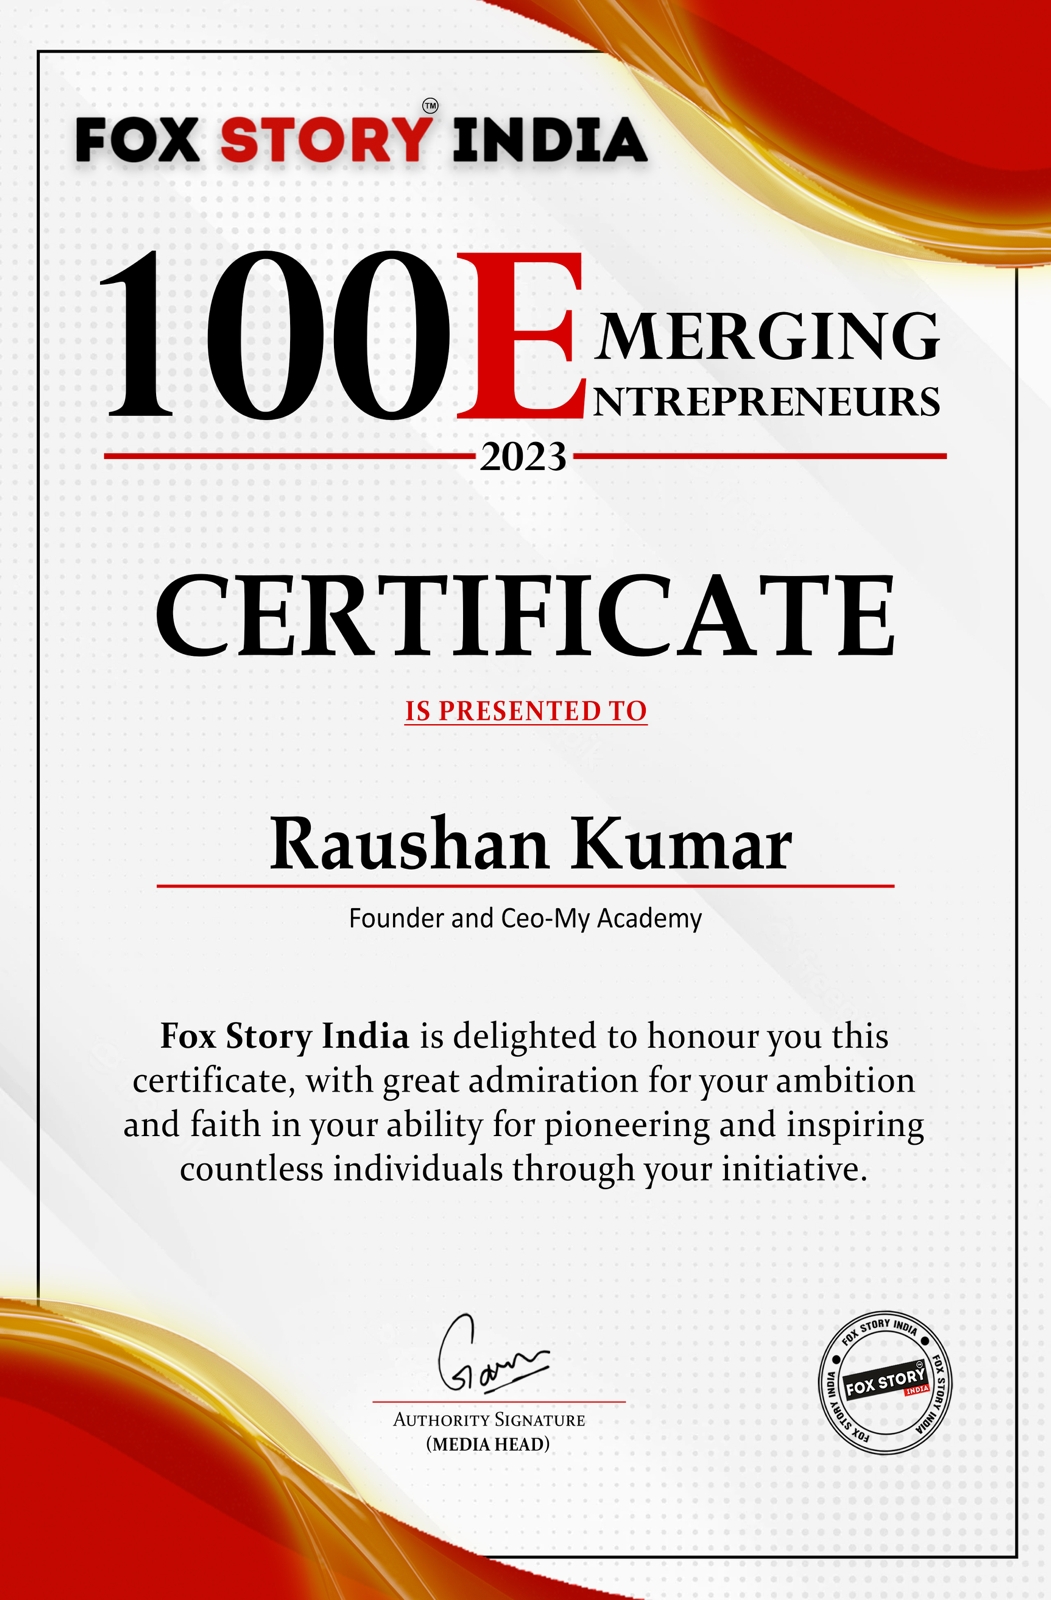 FOX STORY™ INDIA
100 EMERGING
ENTREPRENEURS
2023
CERTIFICATE
IS PRESENTED TO
Raushan Kumar
Founder and Ceo-My Academy
Fox Story India is delighted to honour you this
certificate, with great admiration for your ambition
and faith in your ability for pioneering and inspiring
countless individuals through your initiative.
AUTHORITY SIGNATURE
(MEDIA HEAD)
FOX STORY INDIA
FOX STORY INDIA
FOX STORY INDIA
FOX STORY
INDIA